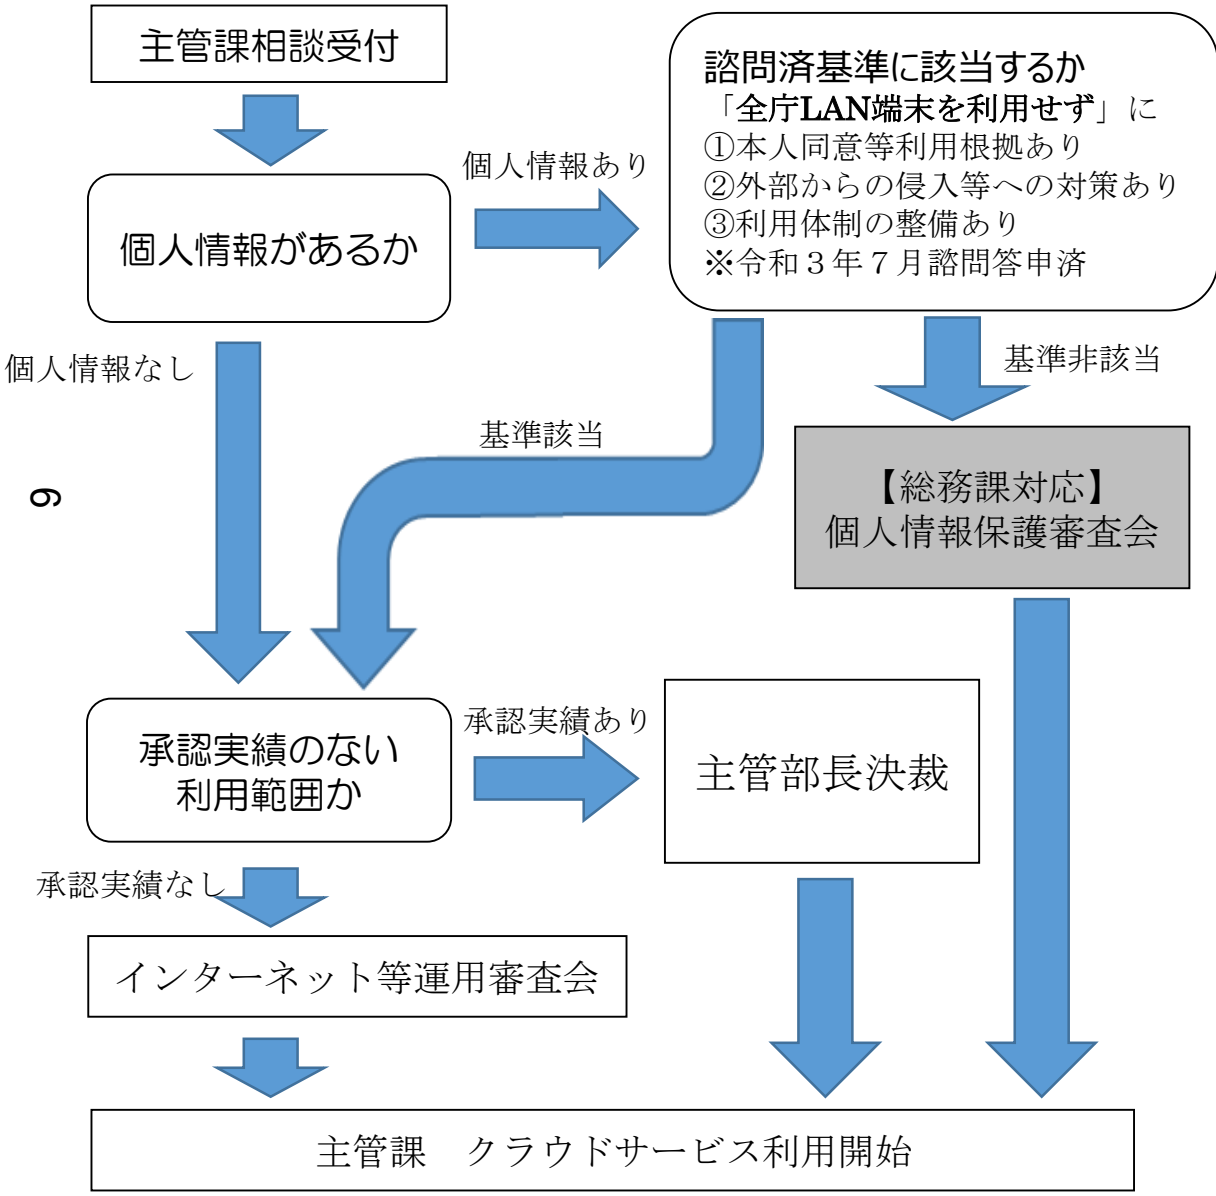 主管課相談受付
諮問済基準に該当するか
「全庁LAN端末を利用せず」に
①本人同意等利用根拠あり
②外部からの侵入等への対策あり
③利用体制の整備あり
※令和３年７月諮問答申済
個人情報あり
個人情報があるか
個人情報なし
基準非該当
基準該当
【総務課対応】
個人情報保護審査会
9
承認実績のない
利用範囲か
承認実績あり
主管部長決裁
承認実績なし
インターネット等運用審査会
主管課　クラウドサービス利用開始